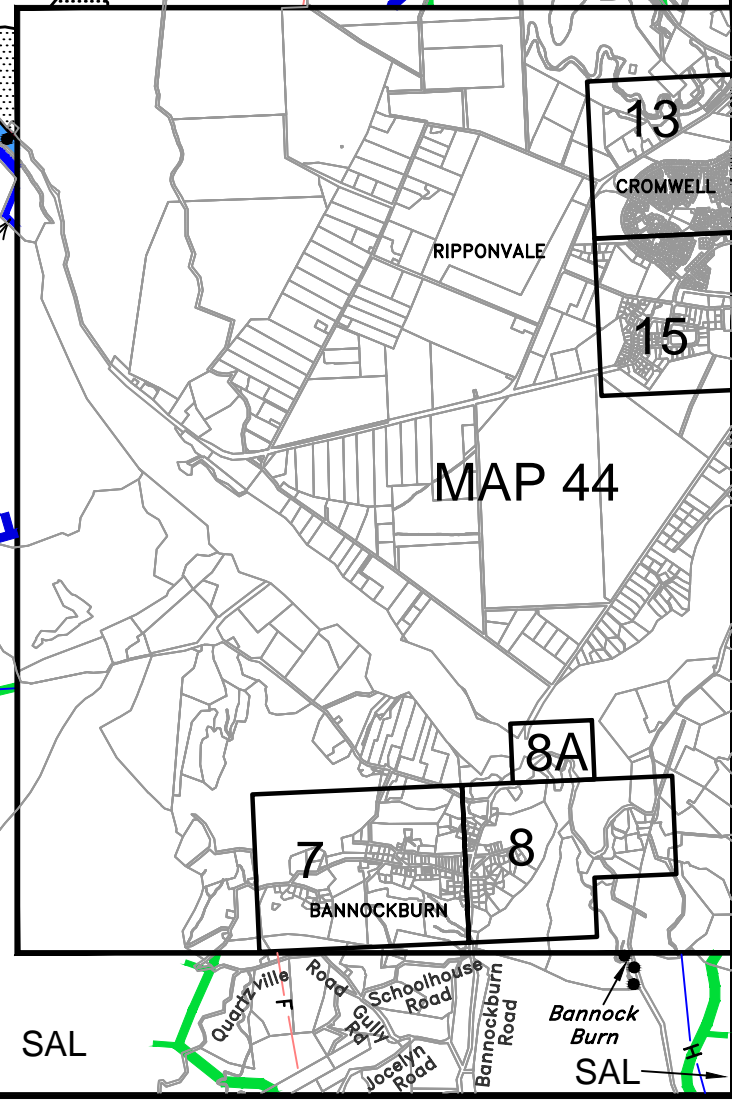 13
CROMWELL
RIPPONVALE
15
MAP 44
8A
7
8
BANNOCKBURN
Quartzville
Road
F
Schoolhouse
Road
Gully
Rd
Jocelyn
Road
Bannockburn
Road
Bannock
Burn
SAL
SAL
H